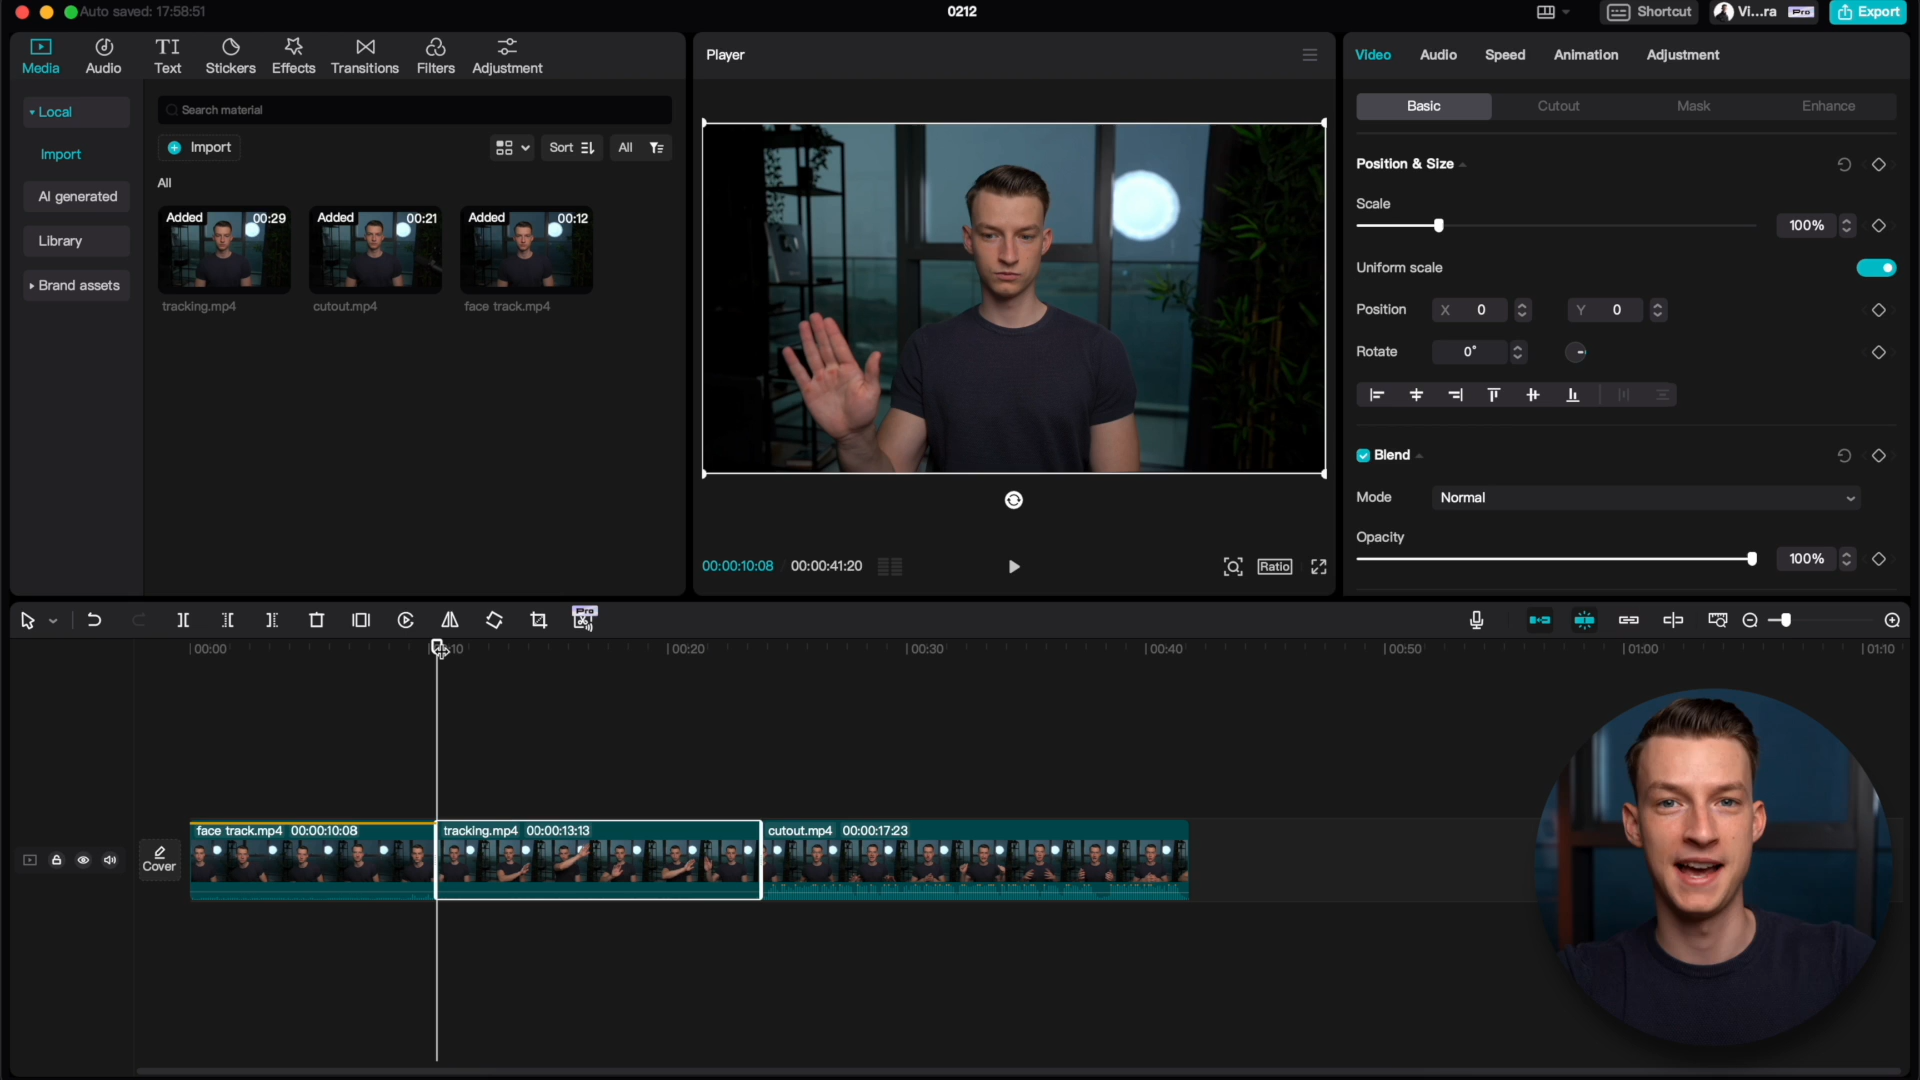 Auto saved: 17:58:51
0212
Shortcut
Vi...ra
Pro
Export
Media
Audio
TI
Text
Stickers
Effects
Transitions
Filters
Adjustment
Local
Import
AI generated
Library
Brand assets
Search material
Import
Sort
All
All
Added 00:29
Added 00:21
Added 00:12
tracking.mp4
cutout.mp4
face track.mp4
Player
00:00:10:08
00:00:41:20
Ratio
Video
Audio
Speed
Animation
Adjustment
Basic
Cutout
Mask
Enhance
Position & Size
Scale
100%
Uniform scale
Position
X 0
Y 0
Rotate
0°
Blend
Mode
Normal
Opacity
100%
Pro
00:00
10
00:20
00:30
00:40
00:50
01:00
01:10
Cover
face track.mp4 00:00:10:08
tracking.mp4 00:00:13:13
cutout.mp4 00:00:17:23